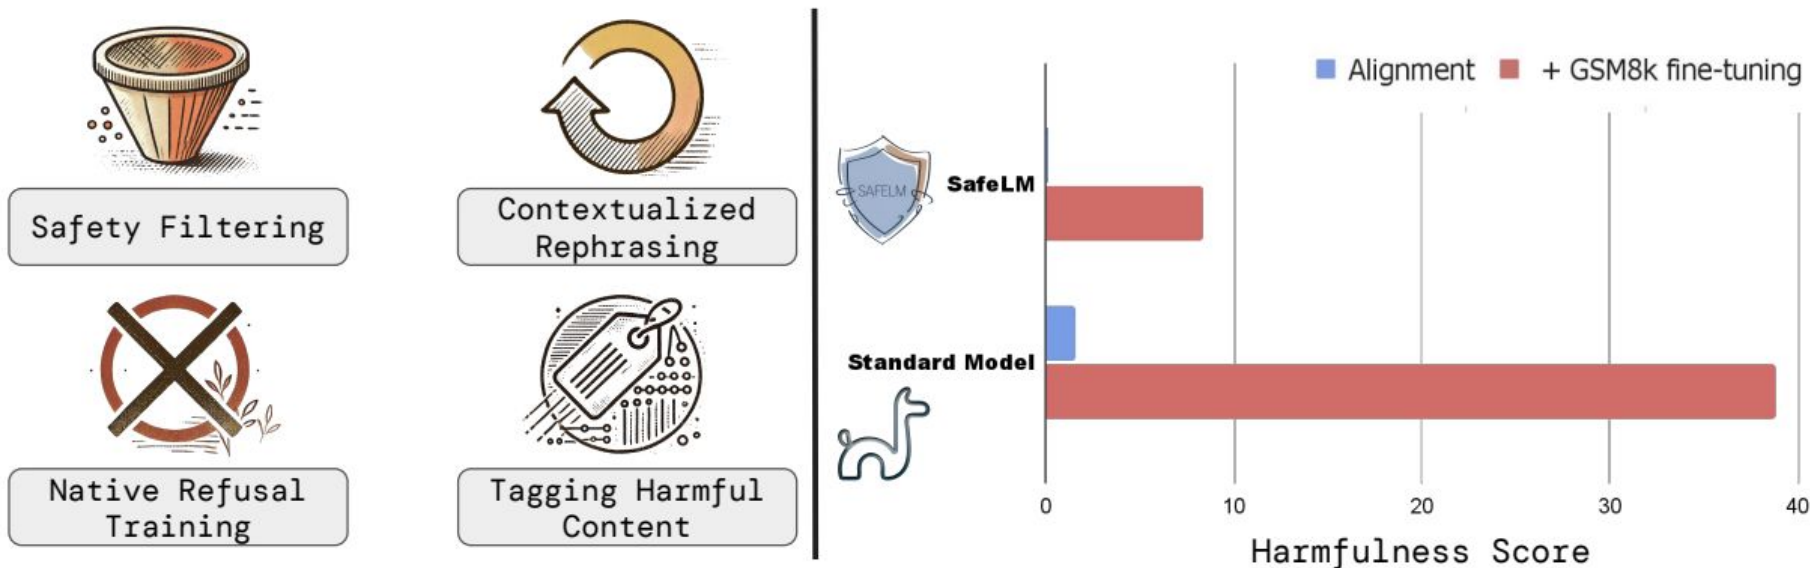 Safety Filtering
Contextualized
Rephrasing
Native Refusal
Training
Tagging Harmful
Content
Alignment
+ GSM8k fine-tuning
SAFELM
SafeLM
Standard Model
0
10
20
30
40
Harmfulness Score